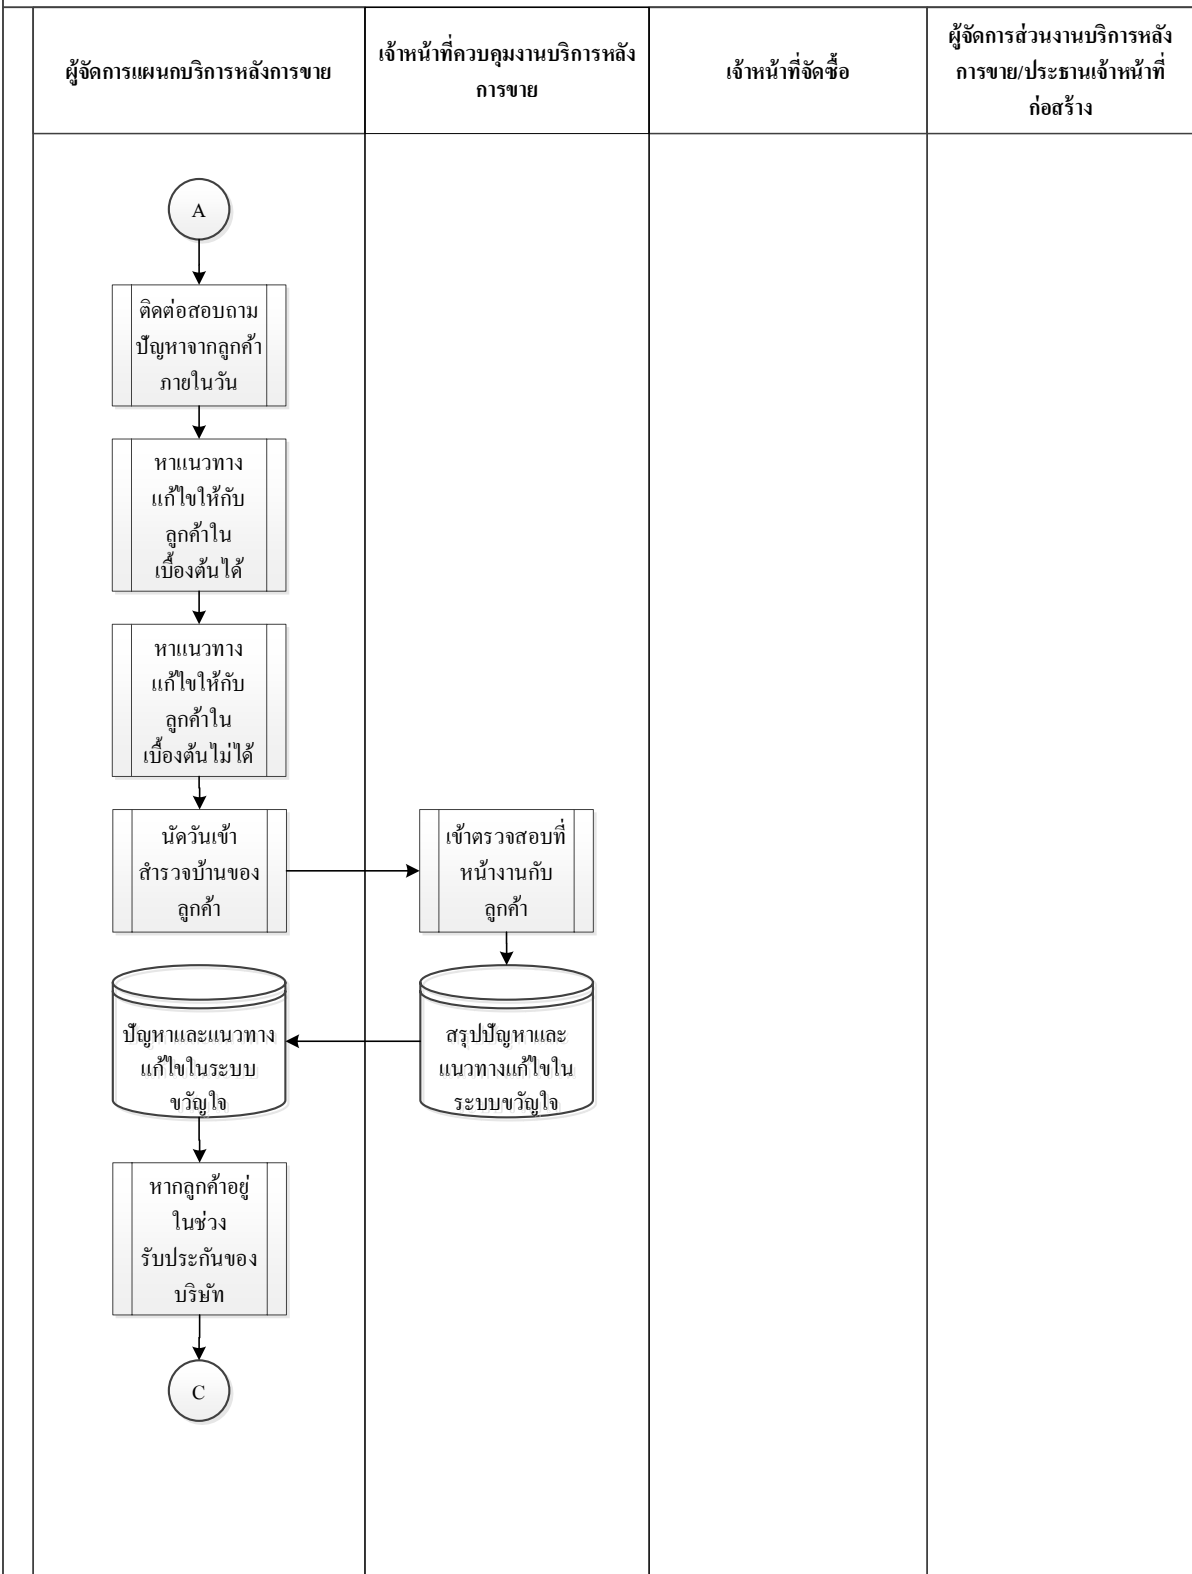 ผู้จัดการแผนกบริการหลังการขาย
เจ้าหน้าที่ควบคุมงานบริการหลัง
การขาย
เจ้าหน้าที่จัดซื้อ
ผู้จัดการส่วนงานบริการหลัง
การขาย/ประธานเจ้าหน้าที่
ก่อสร้าง
A
ติดต่อสอบถาม
ปัญหาจากลูกค้า
ภายในวัน
หาแนวทาง
แก้ไขให้กับ
ลูกค้าใน
เบื้องต้นได้
หาแนวทาง
แก้ไขให้กับ
ลูกค้าใน
เบื้องต้นไม่ได้
นัดวันเข้า
สำรวจบ้านของ
ลูกค้า
เข้าตรวจสอบที่
หน้างานกับ
ลูกค้า
สรุปปัญหาและ
แนวทางแก้ไขใน
ระบบขวัญใจ
ปัญหาและแนวทาง
แก้ไขในระบบ
ขวัญใจ
หากลูกค้าอยู่
ในช่วง
รับประกันของ
บริษัท
C